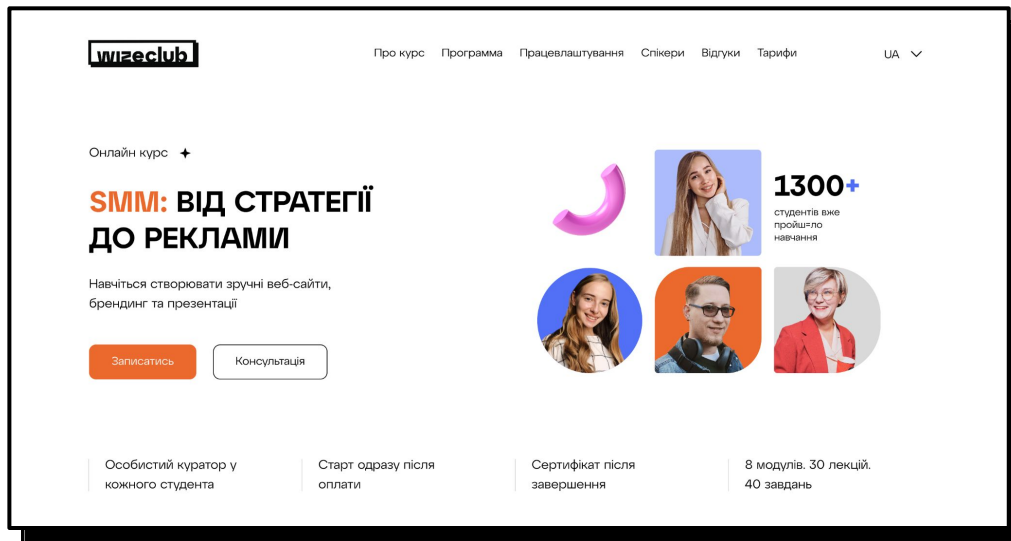 wizeclub
Про курс Программа Працевлаштування Спікери Відгуки Тарифи UA
Онлайн курс
SMM: ВІД СТРАТЕГІЇ
ДО РЕКЛАМИ
Навчіться створювати зручні веб-сайти,
брендинг та презентації
Записатись Консультація
1300+
студентів вже
пройш=ло
навчання
Особистий куратор у
кожного студента
Старт одразу після
оплати
Сертифікат після
завершення
8 модулів. 30 лекцій.
40 завдань